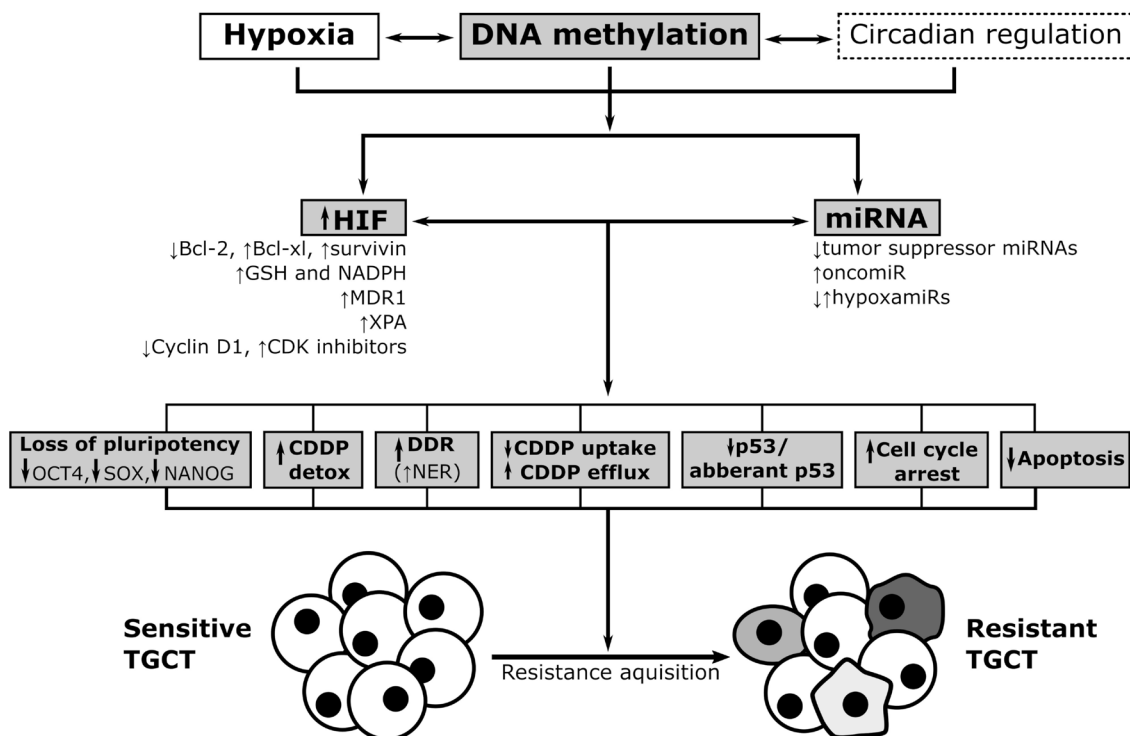 Hypoxia
DNA methylation
Circadian regulation
↑HIF
↓Bcl-2, ↑Bcl-xl, ↑survivin
↑GSH and NADPH
↑MDR1
↑XPA
↓Cyclin D1, ↑CDK inhibitors
miRNA
↓tumor suppressor miRNAs
↑oncomiR
↓↑hypoxamiRs
Loss of pluripotency
↓OCT4,↓SOX,↓NANOG
↑CDDP
detox
↑DDR
(↑NER)
↓CDDP uptake
↑ CDDP efflux
↓p53/
abberant p53
↑Cell cycle
arrest
↓Apoptosis
Sensitive
TGCT
Resistance aquisition
Resistant
TGCT